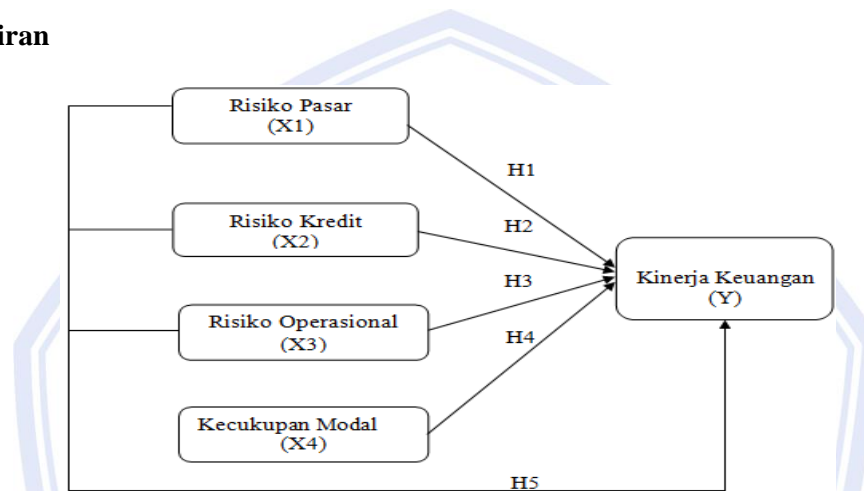 iran
Risiko Pasar
(X1)
H1
Risiko Kredit
(X2)
H2
H3
Kinerja Keuangan
(Y)
Risiko Operasional
(X3)
H4
Kecukupan Modal
(X4)
H5